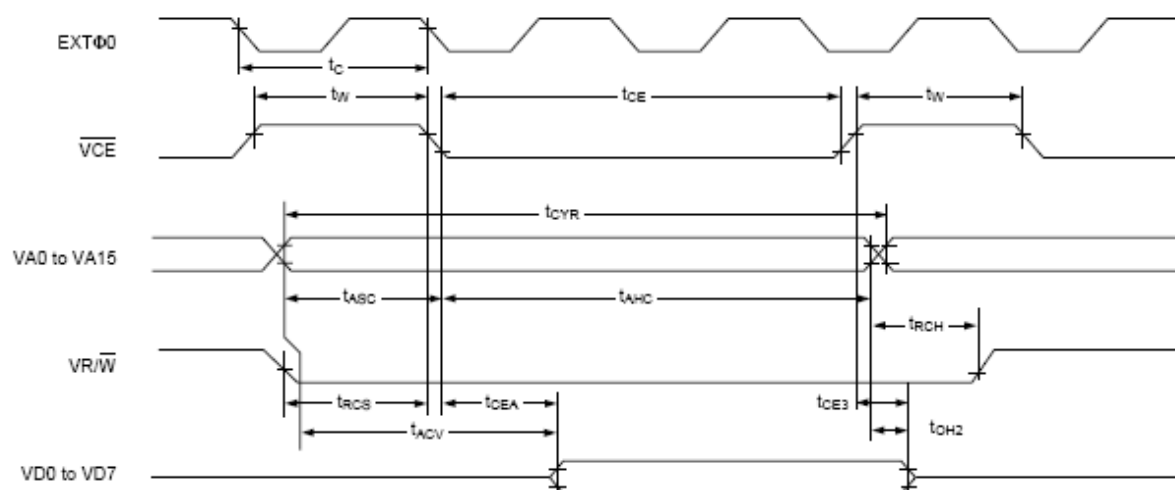 EXTΦ0
tC
tW
tCE
tW
VCE
tCYR
VA0 to VA15
tASC
tAHC
tRCH
VR/W
tRCS
tCEA
tCE3
tACV
tOH2
VD0 to VD7